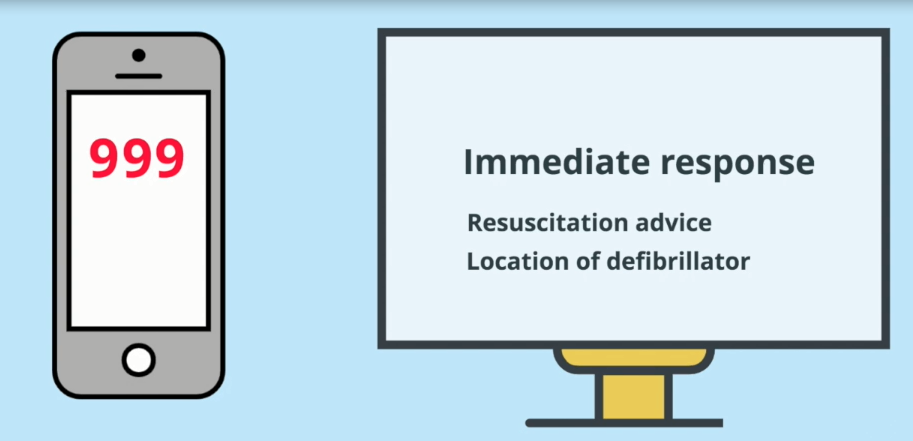 999
Immediate response
Resuscitation advice
Location of defibrillator